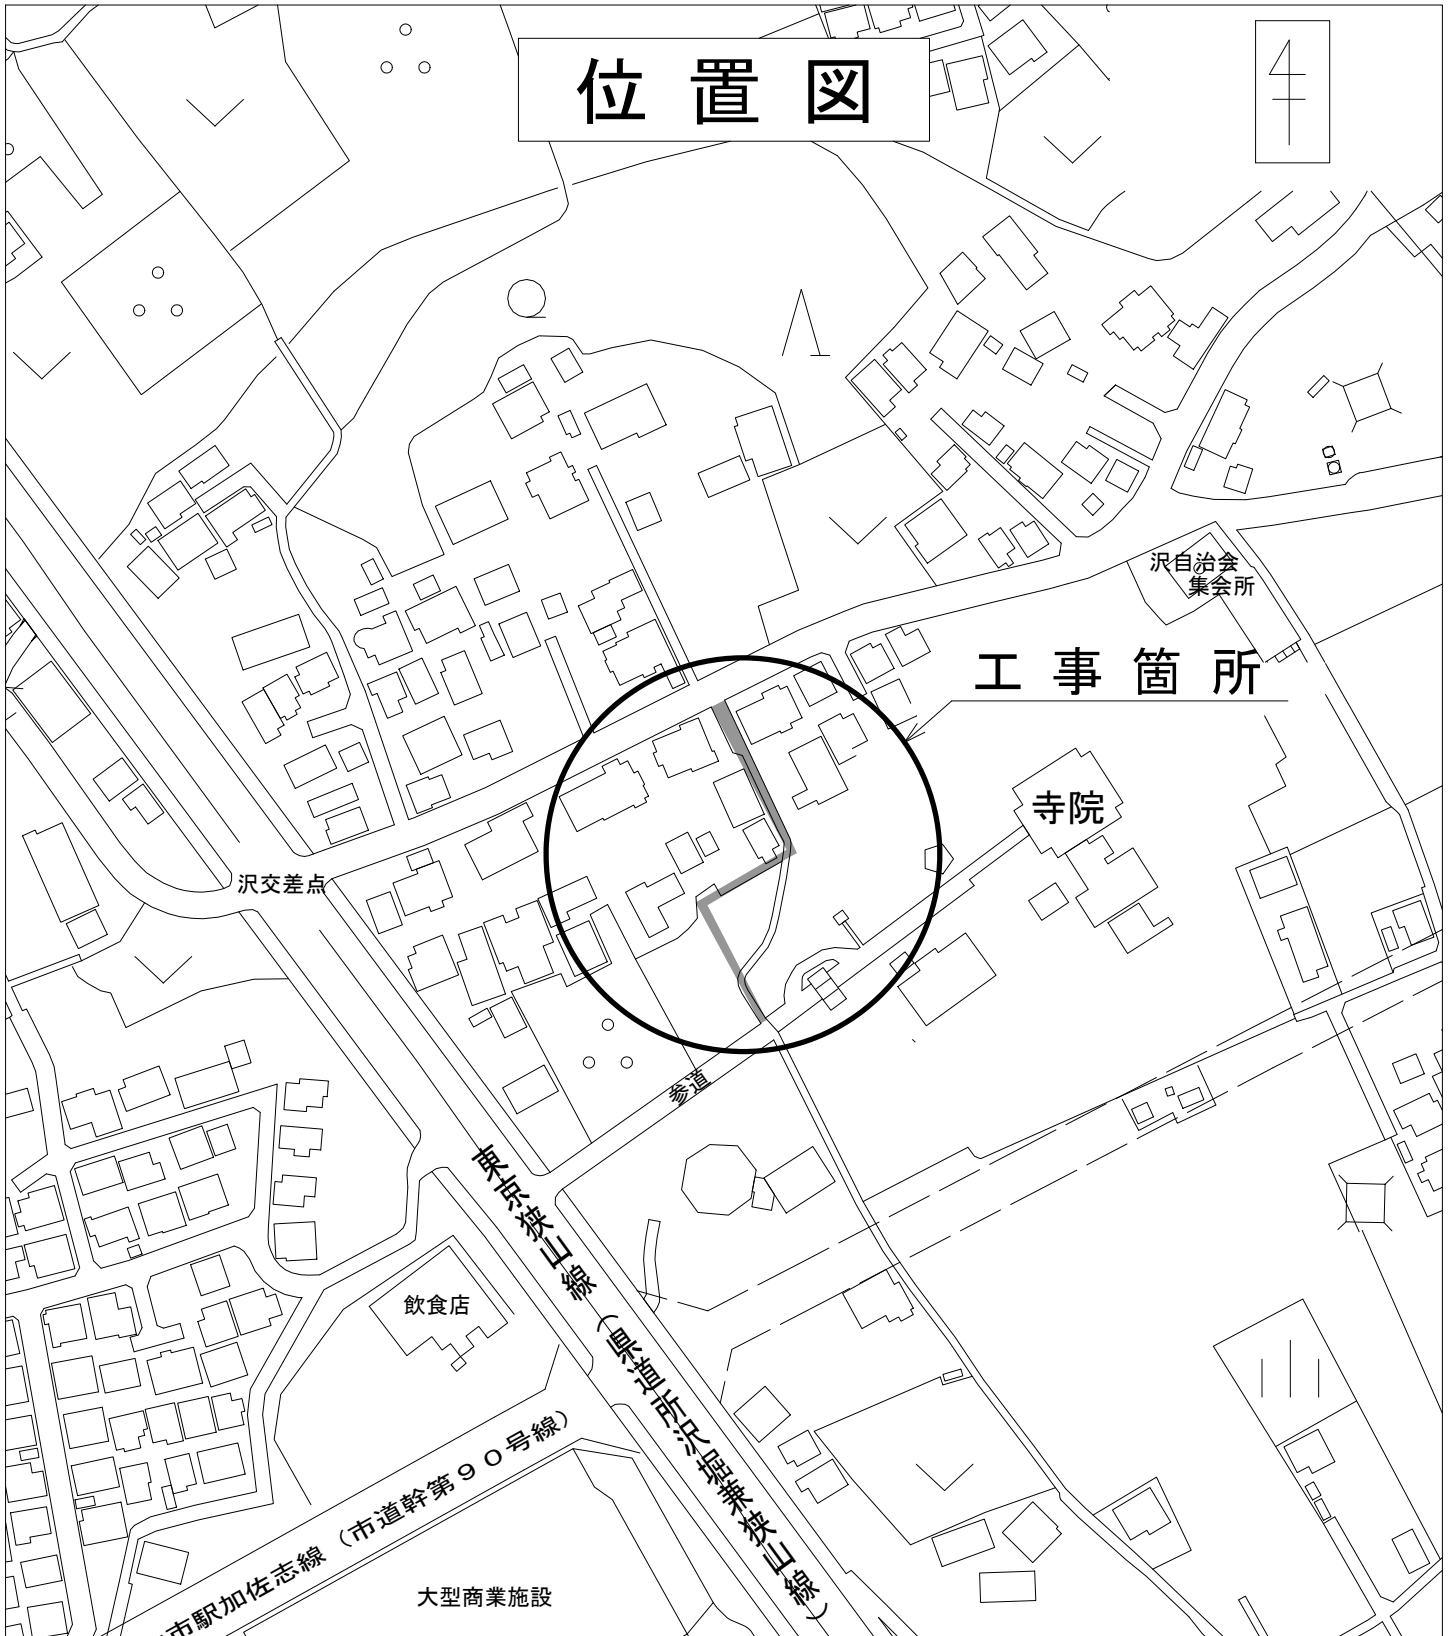 位置図
沢自治会
集会所
工事箇所
寺院
沢交差点
参道
東京狭山線（県道所沢堀兼狭山線）
飲食店
市駅加佐志線（市道幹第９０号線）
大型商業施設